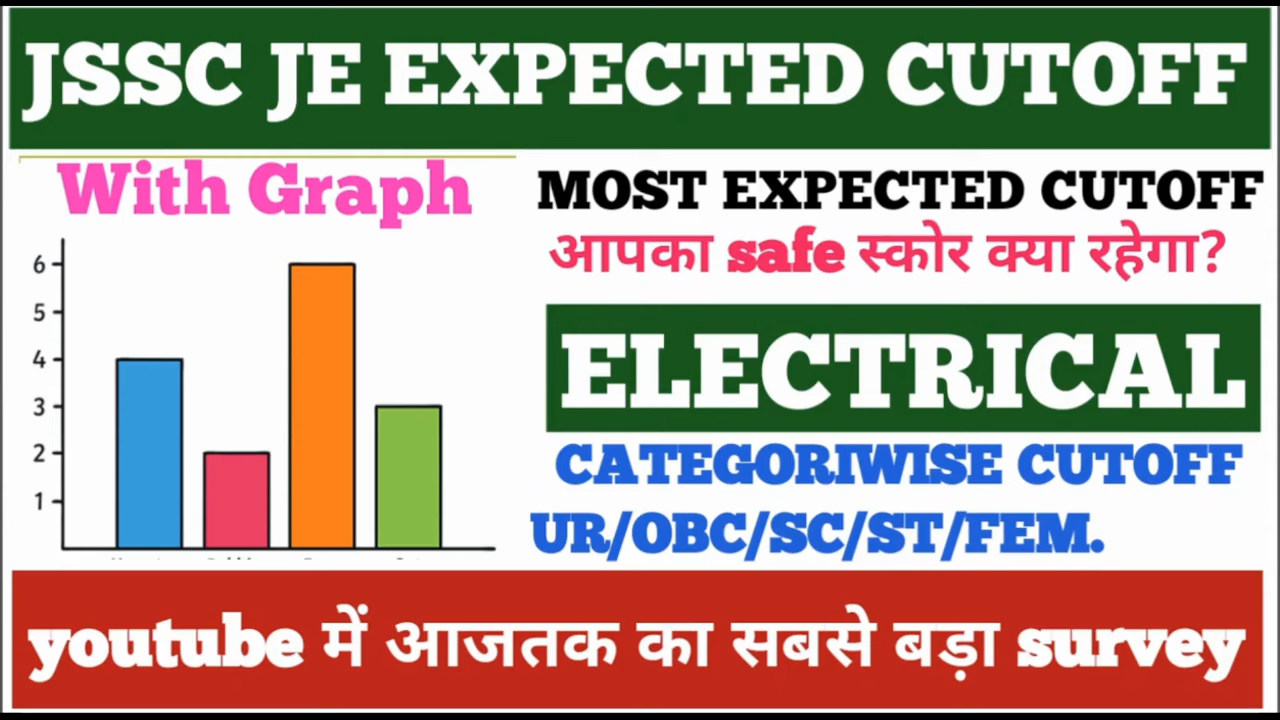 JSSC JE EXPECTED CUTOFF
With Graph
6
5
4
3
2
1
MOST EXPECTED CUTOFF
आपका safe स्कोर क्या रहेगा?
ELECTRICAL
CATEGORIWISE CUTOFF
UR/OBC/SC/ST/FEM.
youtube में आजतक का सबसे बड़ा survey